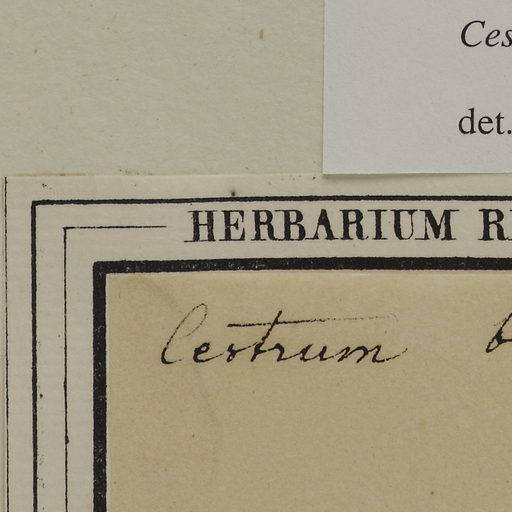 Ces
det.
HERBARIUM R
Cestrum